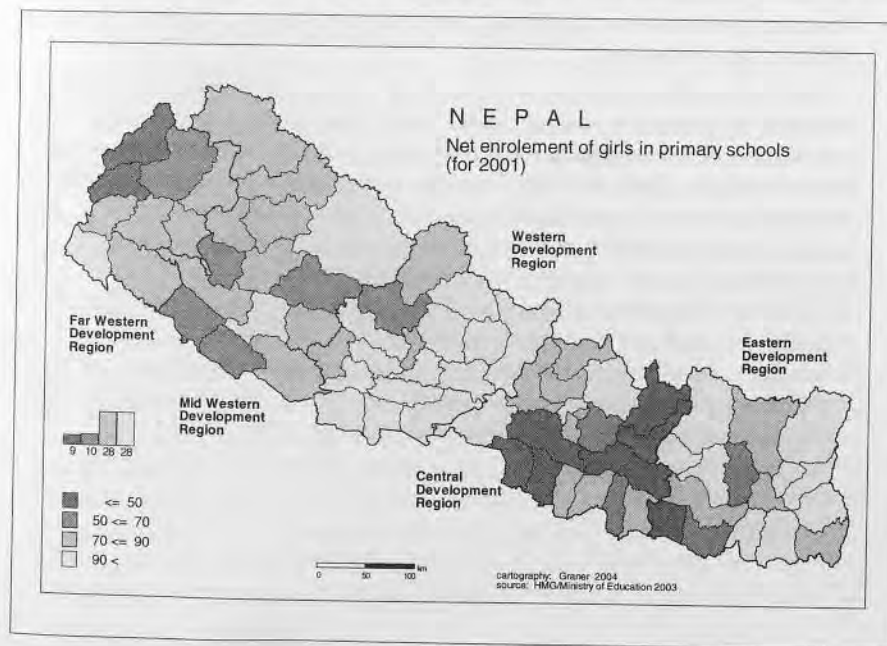 N E P A L
Net enrolement of girls in primary schools
(for 2001)
Western
Development
Region
Far Western
Development
Region
Eastern
Development
Region
Mid Western
Development
Region
9 10 28 28
Central
Development
Region
<= 50
50 <= 70
70 <= 90
90 <
0 50 100 km
cartography: Graner 2004
source: HMG/Ministry of Education 2003